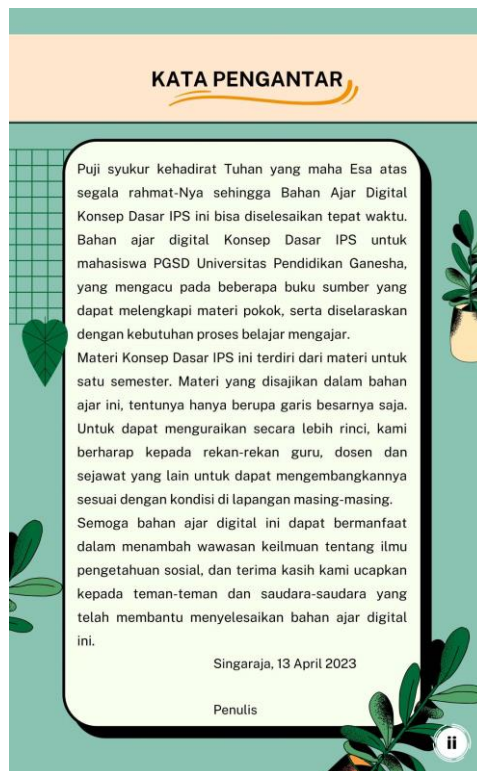 KATA PENGANTAR
Puji syukur kehadirat Tuhan yang maha Esa atas
segala rahmat-Nya sehingga Bahan Ajar Digital
Konsep Dasar IPS ini bisa diselesaikan tepat waktu.
Bahan ajar digital Konsep Dasar IPS untuk
mahasiswa PGSD Universitas Pendidikan Ganesha,
yang mengacu pada beberapa buku sumber yang
dapat melengkapi materi pokok, serta diselaraskan
dengan kebutuhan proses belajar mengajar.
Materi Konsep Dasar IPS ini terdiri dari materi untuk
satu semester. Materi yang disajikan dalam bahan
ajar ini, tentunya hanya berupa garis besarnya saja.
Untuk dapat menguraikan secara lebih rinci, kami
berharap kepada rekan-rekan guru, dosen dan
sejawat yang lain untuk dapat mengembangkannya
sesuai dengan kondisi di lapangan masing-masing.
Semoga bahan ajar digital ini dapat bermanfaat
dalam menambah wawasan keilmuan tentang ilmu
pengetahuan sosial, dan terima kasih kami ucapkan
kepada teman-teman dan saudara-saudara yang
telah membantu menyelesaikan bahan ajar digital
ini.
Singaraja, 13 April 2023
Penulis
ii